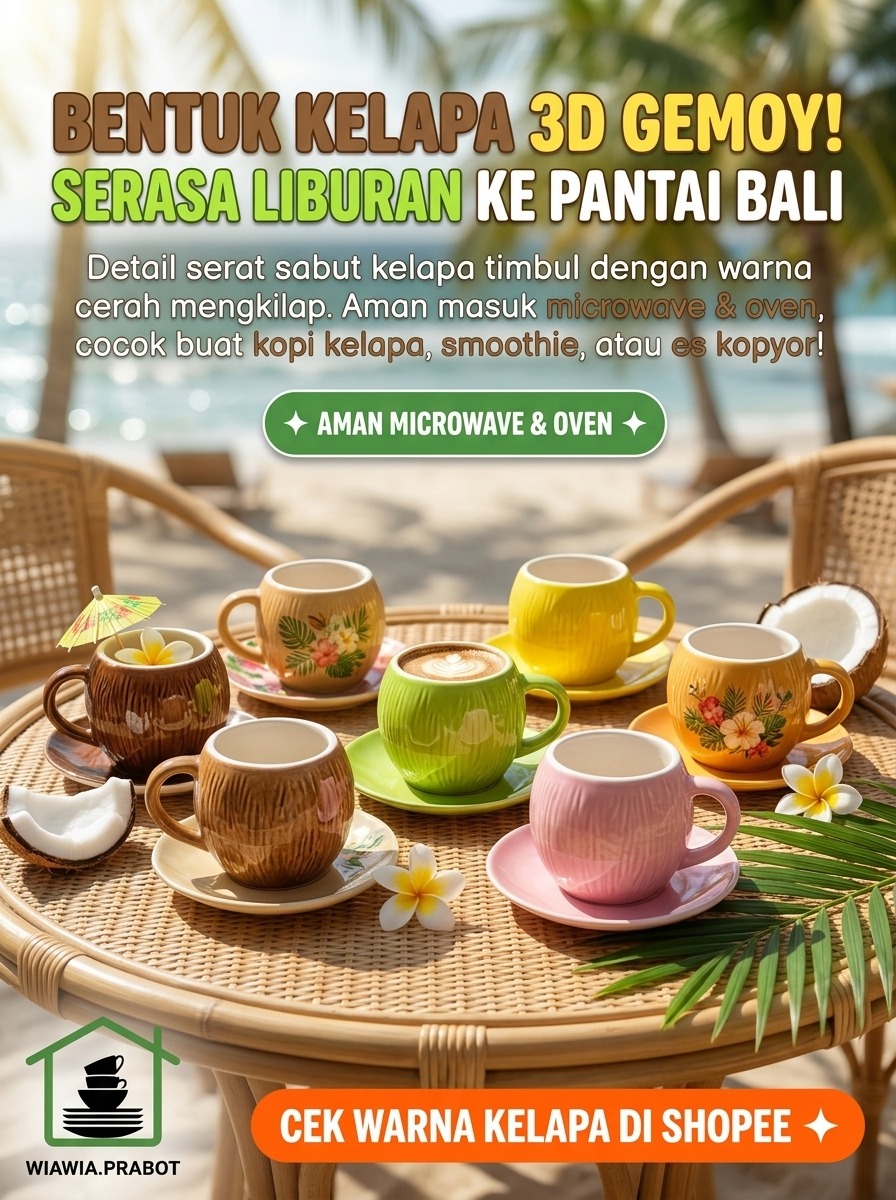 BENTUK KELAPA 3D GEMOY!
SERASA LIBURAN KE PANTAI BALI
Detail serat sabut kelapa timbul dengan warna
cerah mengkilap. Aman masuk microwave & oven,
cocok buat kopi kelapa, smoothie, atau es kopyor!
✦ AMAN MICROWAVE & OVEN ✦
CEK WARNA KELAPA DI SHOPEE ✦
WIAWIA.PRABOT